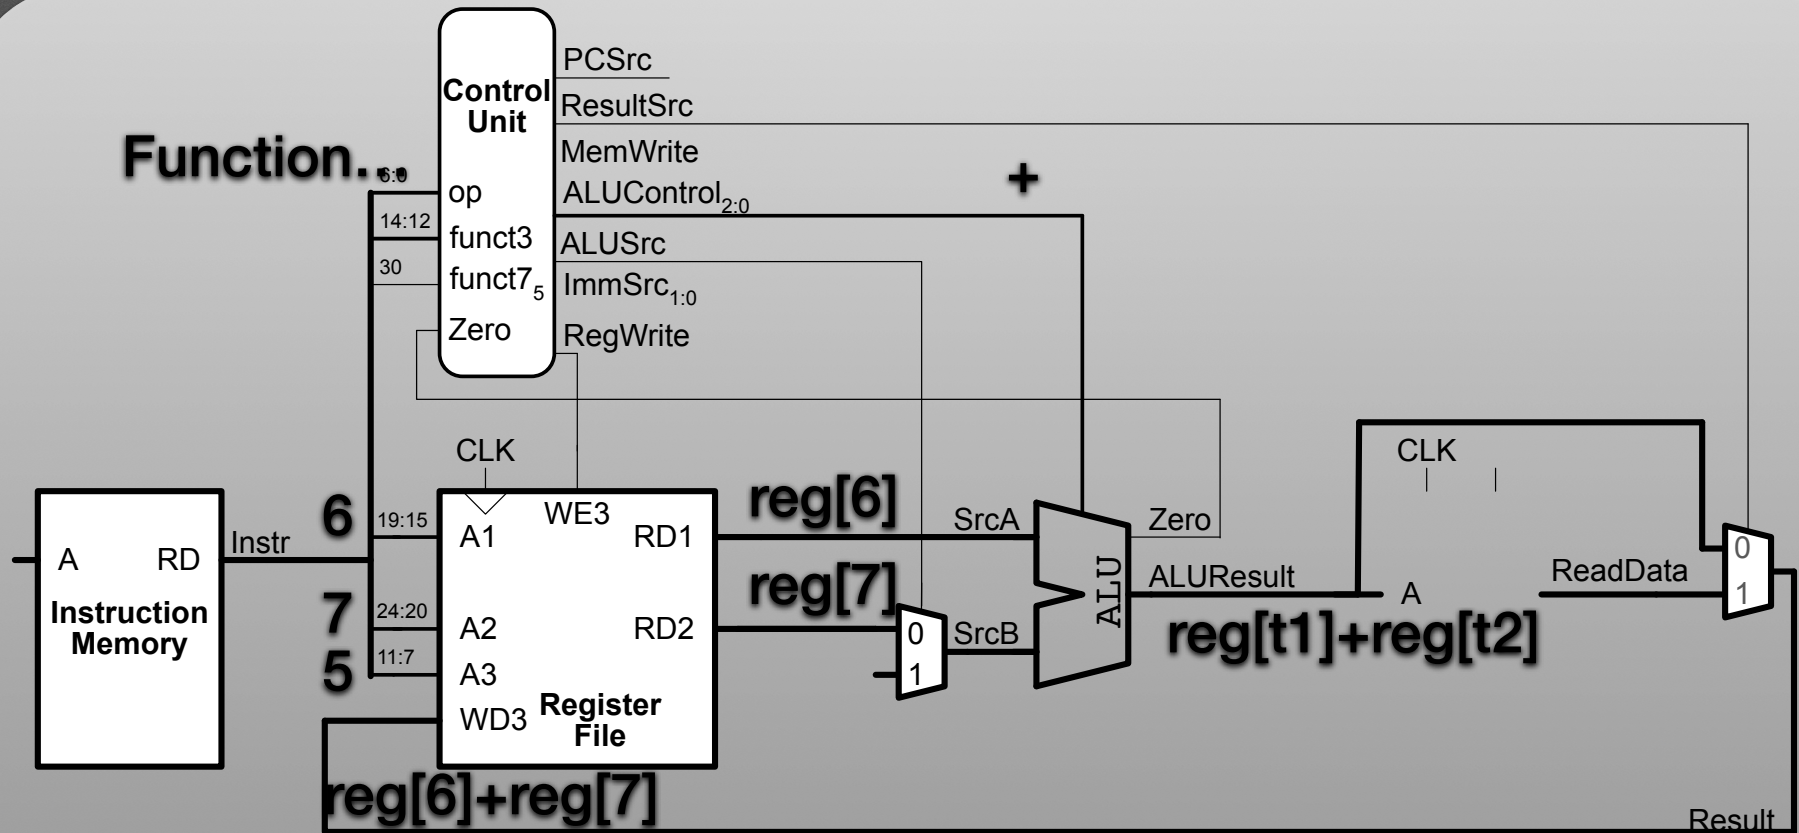 PCSrc
Control
Unit
ResultSrc
MemWrite
Function...
6:0
op
ALUControl2:0
+
14:12
funct3
ALUSrc
30
funct75
ImmSrc1:0
Zero
RegWrite
CLK
CLK
6
19:15
A1
WE3
RD1
reg[6]
SrcA
Zero
A
RD
Instr
Instruction
Memory
7
24:20
A2
RD2
reg[7]
0
1
SrcB
ALU
ALUResult
A
ReadData
0
1
reg[t1]+reg[t2]
5
11:7
A3
WD3
Register
File
reg[6]+reg[7]
Result